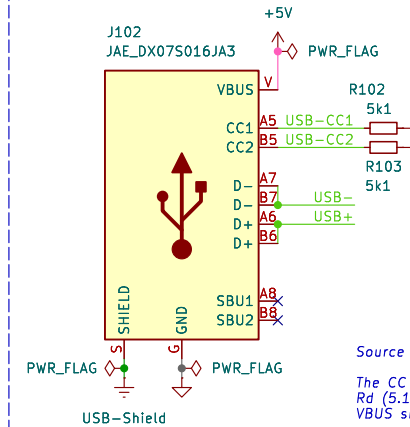 +5V
J102
JAE_DX07S016JA3
PWR_FLAG
VBUS V
R102
5k1
CC1 A5 USB-CC1
CC2 B5 USB-CC2
R103
5k1
D- A7
D- B7 USB-
D+ A6 USB+
D+ B6
SBU1 A8
SBU2 B8
SHIELD
GND
S
G
PWR_FLAG
PWR_FLAG
USB-Shield
Source
The CC
Rd (5.1
VBUS